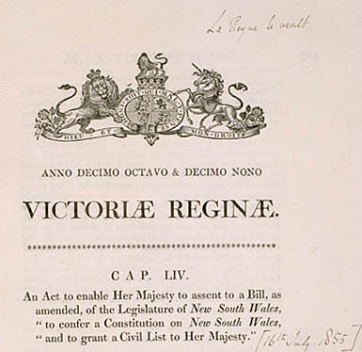 La Reyne le veult
DIEU ET MON DROIT
ANNO DECIMO OCTAVO & DECIMO NONO
VICTORIÆ REGINÆ.
CAP. LIV.
An Act to enable Her Majesty to assent to a Bill, as
amended, of the Legislature of New South Wales,
" to confer a Constitution on New South Wales,
" and to grant a Civil List to Her Majesty."
[16th July 1855]